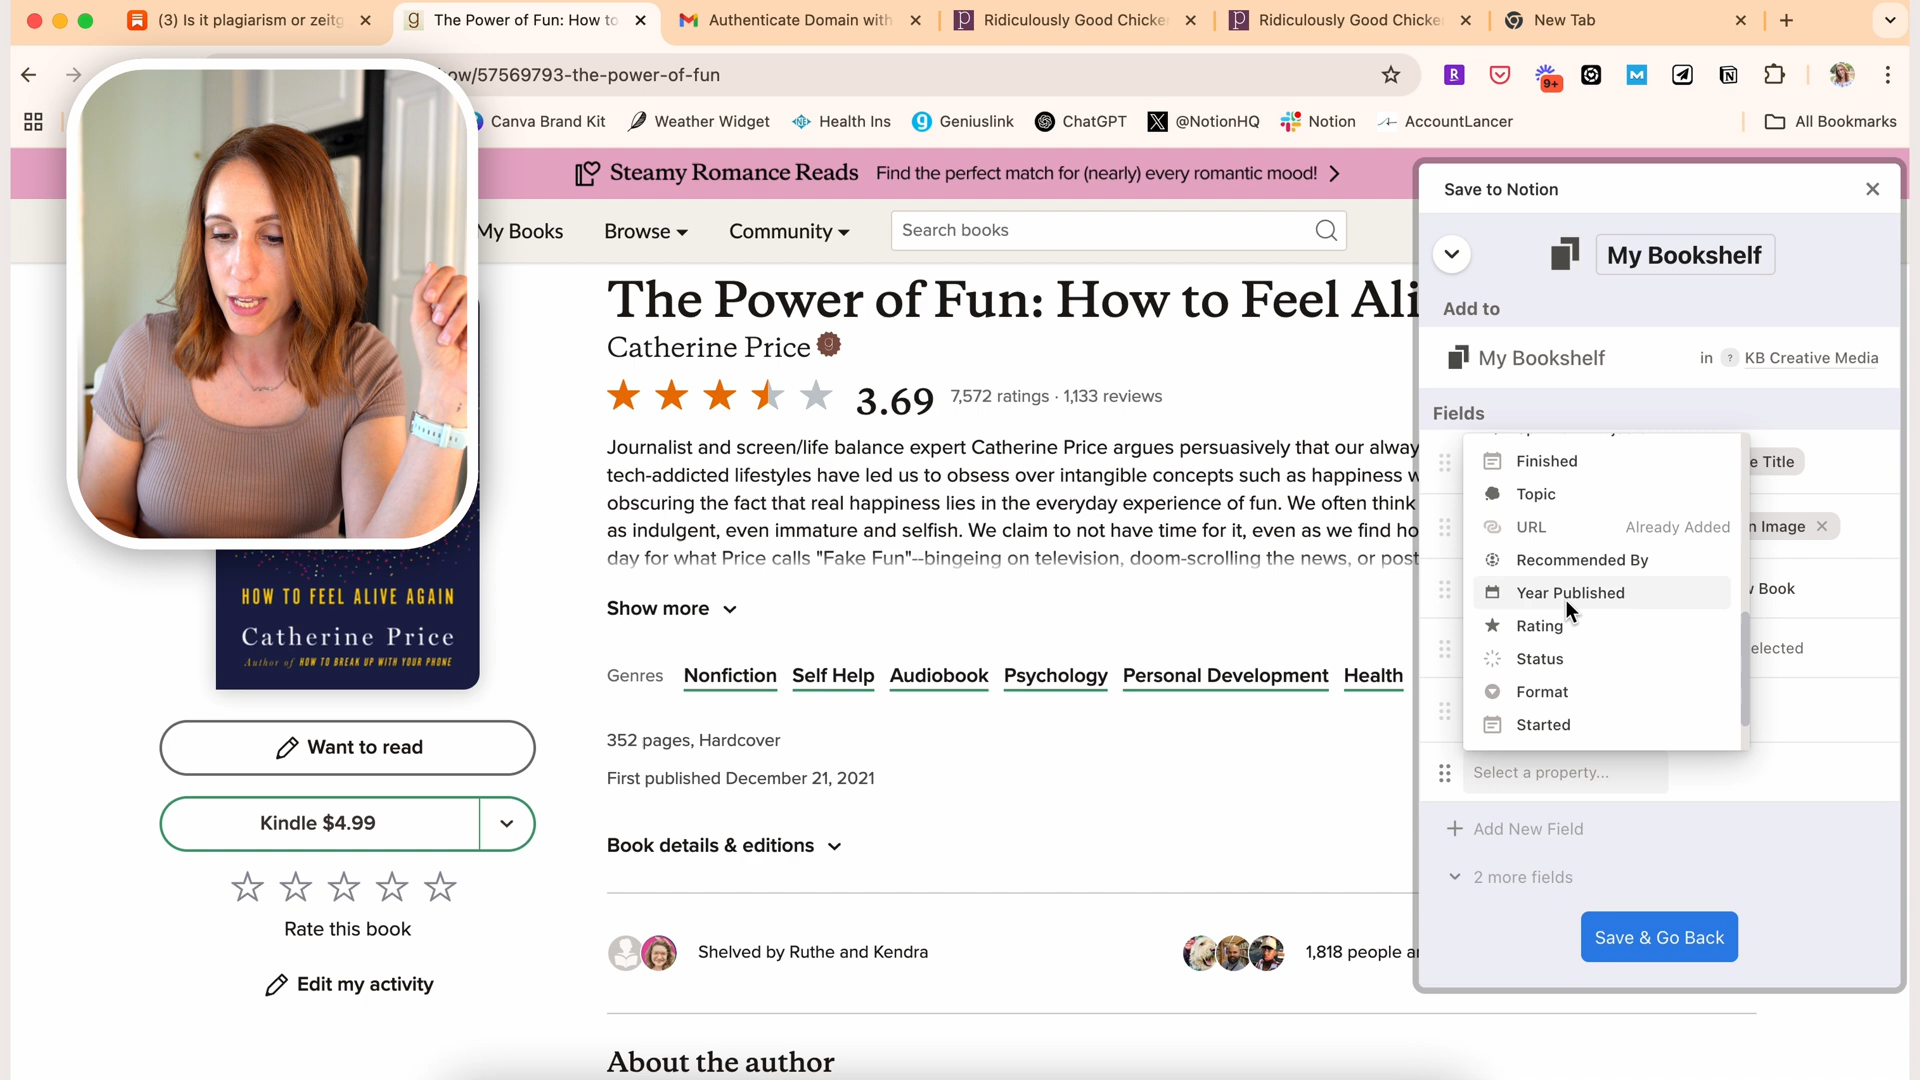 (3) Is it plagiarism or zeitg
The Power of Fun: How to
Authenticate Domain with
Ridiculously Good Chicke
Ridiculously Good Chicke
New Tab
ow/57569793-the-power-of-fun
9+
Canva Brand Kit
Weather Widget
Health Ins
Geniuslink
ChatGPT
@NotionHQ
Notion
AccountLancer
All Bookmarks
Steamy Romance Reads Find the perfect match for (nearly) every romantic mood!
My Books
Browse
Community
Search books
The Power of Fun: How to Feel Ali
Catherine Price
3.69 7,572 ratings · 1,133 reviews
Journalist and screen/life balance expert Catherine Price argues persuasively that our alway
tech-addicted lifestyles have led us to obsess over intangible concepts such as happiness w
obscuring the fact that real happiness lies in the everyday experience of fun. We often think
as indulgent, even immature and selfish. We claim to not have time for it, even as we find ho
day for what Price calls "Fake Fun"--bingeing on television, doom-scrolling the news, or post
Show more
Genres Nonfiction Self Help Audiobook Psychology Personal Development Health
352 pages, Hardcover
First published December 21, 2021
Book details & editions
Shelved by Ruthe and Kendra
1,818 people a
About the author
HOW TO FEEL ALIVE AGAIN
Catherine Price
Author of HOW TO BREAK UP WITH YOUR PHONE
Want to read
Kindle $4.99
Rate this book
Edit my activity
Save to Notion
My Bookshelf
Add to
My Bookshelf in ? KB Creative Media
Fields
Finished
Topic
URL Already Added
Recommended By
Year Published
Rating
Status
Format
Started
e Title
n Image
w Book
elected
Select a property...
Add New Field
2 more fields
Save & Go Back